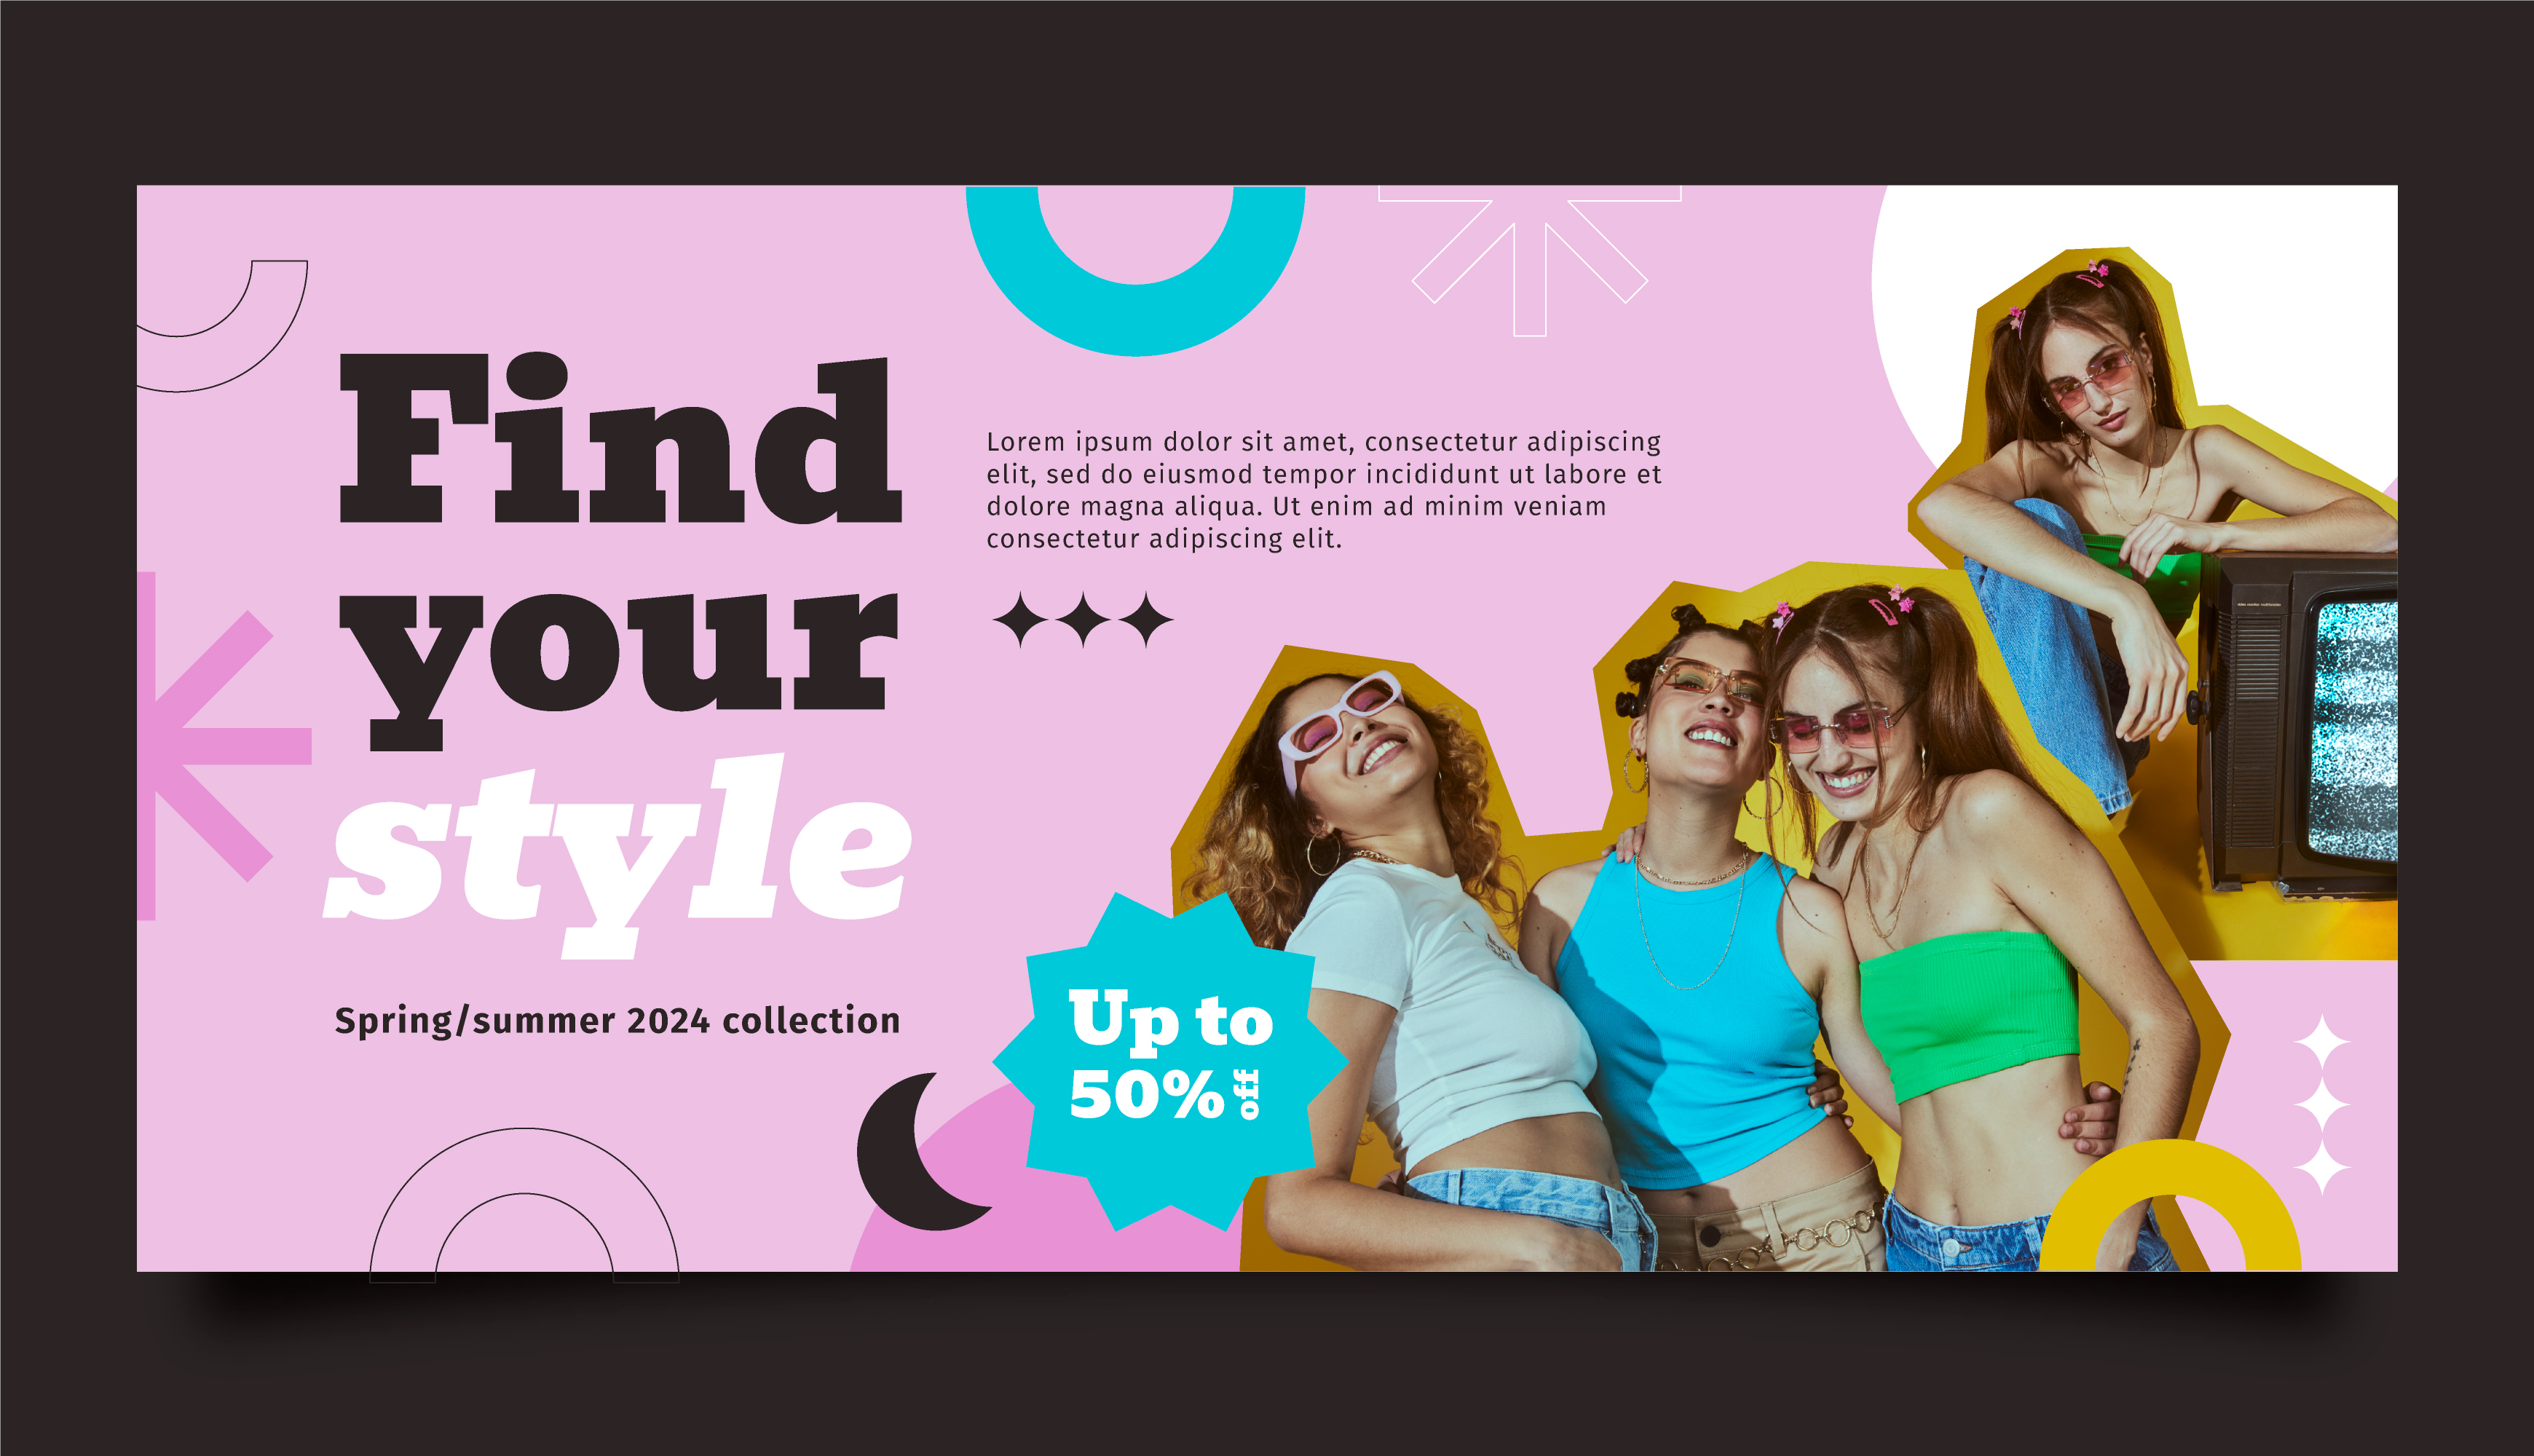 Find
your
style
Spring/summer 2024 collection
Lorem ipsum dolor sit amet, consectetur adipiscing
elit, sed do eiusmod tempor incididunt ut labore et
dolore magna aliqua. Ut enim ad minim veniam
consectetur adipiscing elit.
Up to
50% off